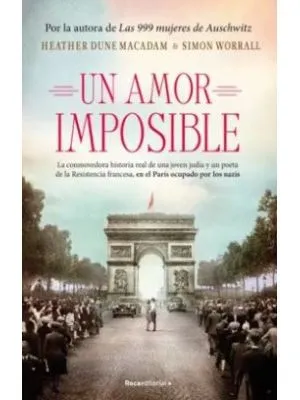 Por la autora de Las 999 mujeres de Auschwitz
HEATHER DUNE MACADAM & SIMON WORRALL
UN AMOR
IMPOSIBLE
La conmovedora historia real de una joven judía y un poeta
de la Resistencia francesa, en el París ocupado por los nazis
Rocaeditorial